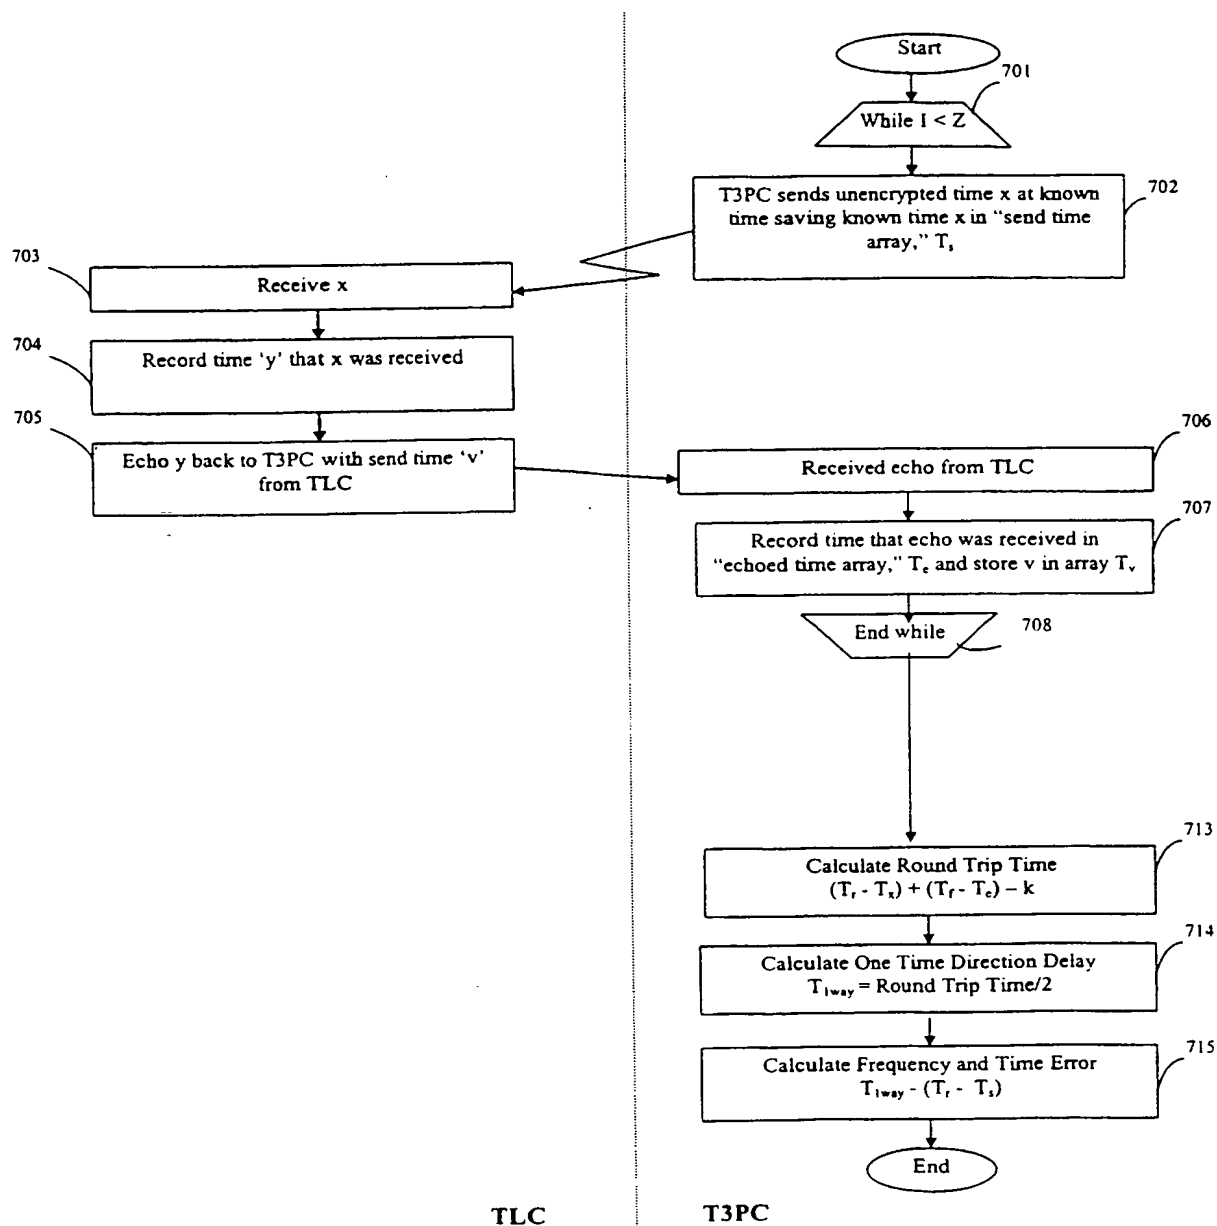 Start
701
While I < Z
702
T3PC sends unencrypted time x at known
time saving known time x in “send time
array,” Tₛ
703
Receive x
704
Record time ‘y’ that x was received
705
Echo y back to T3PC with send time ‘v’
from TLC
706
Received echo from TLC
707
Record time that echo was received in
“echoed time array,” Tₑ and store v in array Tᵥ
End while
708
713
Calculate Round Trip Time
(Tᵣ - Tₓ) + (T_f - Tₑ) – k
714
Calculate One Time Direction Delay
T_1way = Round Trip Time/2
715
Calculate Frequency and Time Error
T_1way - (Tᵣ - Tₛ)
End
TLC
T3PC